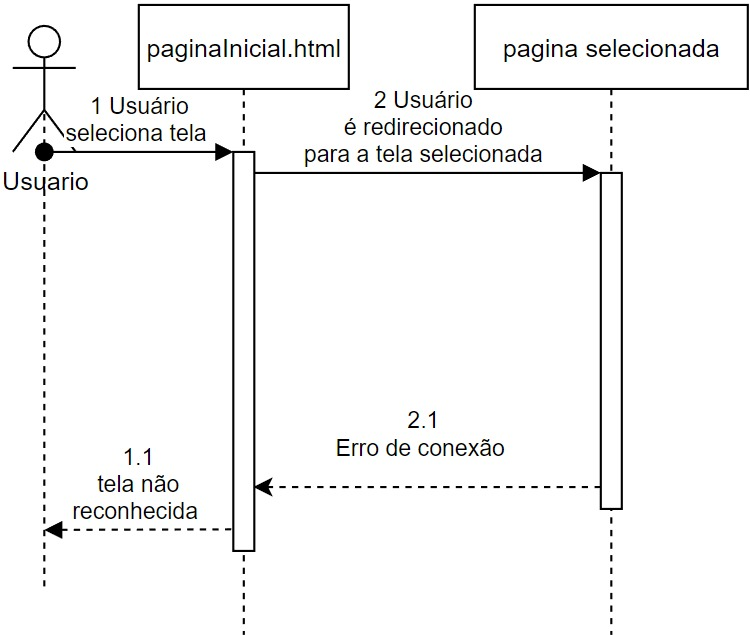 paginaInicial.html
pagina selecionada
1 Usuário
seleciona tela
2 Usuário
é redirecionado
para a tela selecionada
Usuario
2.1
Erro de conexão
1.1
tela não
reconhecida